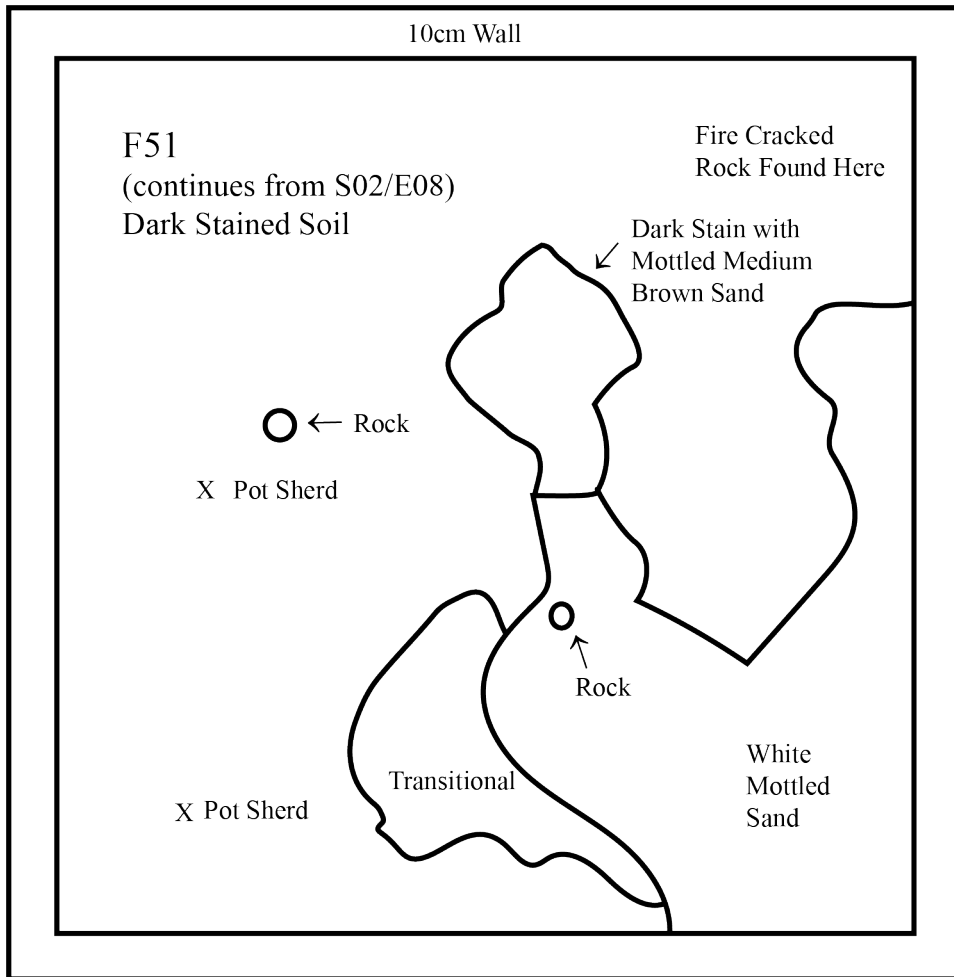 10cm Wall
F51
(continues from S02/E08)
Dark Stained Soil
Fire Cracked
Rock Found Here
Dark Stain with
Mottled Medium
Brown Sand
Rock
X Pot Sherd
Rock
Transitional
X Pot Sherd
White
Mottled
Sand